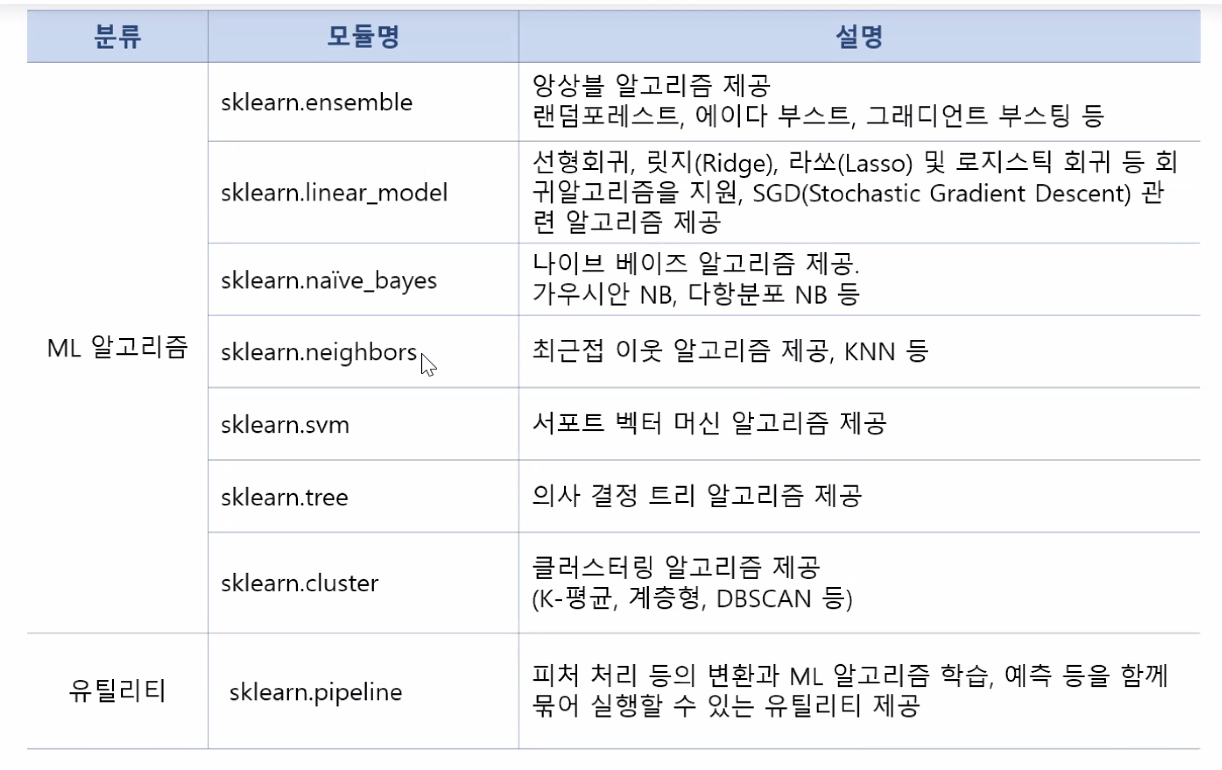 분류 모듈명 설명
ML 알고리즘
sklearn.ensemble
앙상블 알고리즘 제공
랜덤포레스트, 에이다 부스트, 그래디언트 부스팅 등
sklearn.linear_model
선형회귀, 릿지(Ridge), 라쏘(Lasso) 및 로지스틱 회귀 등 회
귀알고리즘을 지원, SGD(Stochastic Gradient Descent) 관
련 알고리즘 제공
sklearn.naïve_bayes
나이브 베이즈 알고리즘 제공.
가우시안 NB, 다항분포 NB 등
sklearn.neighbors
최근접 이웃 알고리즘 제공, KNN 등
sklearn.svm
서포트 벡터 머신 알고리즘 제공
sklearn.tree
의사 결정 트리 알고리즘 제공
sklearn.cluster
클러스터링 알고리즘 제공
(K-평균, 계층형, DBSCAN 등)
유틸리티
sklearn.pipeline
피처 처리 등의 변환과 ML 알고리즘 학습, 예측 등을 함께
묶어 실행할 수 있는 유틸리티 제공